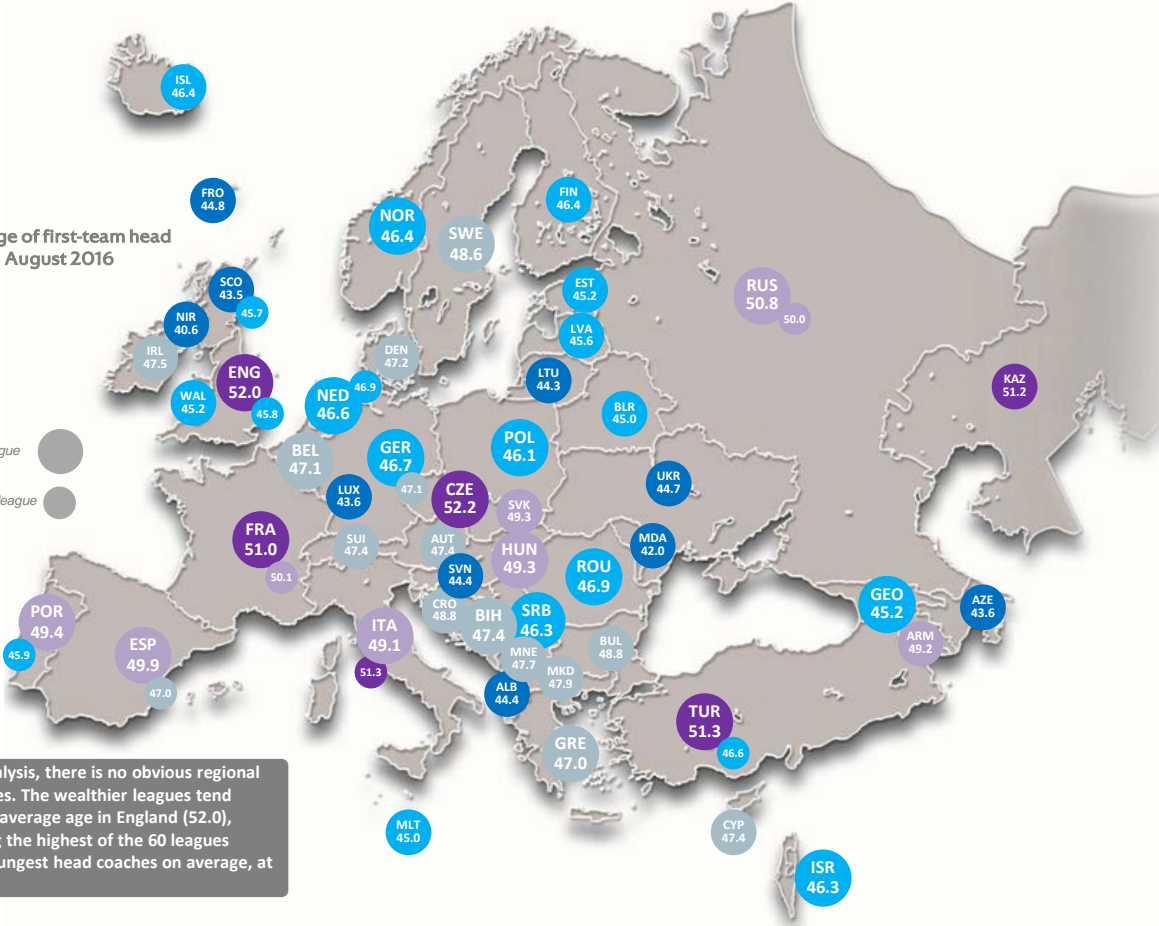 ISL
46.4
FRO
44.8
ge of first-team head
August 2016
NOR
46.4
SWE
48.6
FIN
46.4
SCO
43.5
45.7
NIR
40.6
IRL
47.5
ENG
52.0
WAL
45.2
45.8
DEN
47.2
EST
45.2
LVA
45.6
LTU
44.3
RUS
50.8
50.0
KAZ
51.2
NED
46.6
46.9
BLR
45.0
BEL
47.1
GER
46.7
47.1
POL
46.1
gue
league
LUX
43.6
CZE
52.2
SVK
49.3
UKR
44.7
FRA
51.0
50.1
SUI
47.4
AUT
47.4
HUN
49.3
MDA
42.0
SVN
44.4
ROU
46.9
POR
49.4
45.9
ESP
49.9
47.0
ITA
49.1
51.3
CRO
48.8
BIH
47.4
SRB
46.3
MNE
47.7
BUL
48.8
MKD
47.9
ALB
44.4
GEO
45.2
AZE
43.6
ARM
49.2
GRE
47.0
TUR
51.3
46.6
MLT
45.0
CYP
47.4
ISR
46.3
alysis, there is no obvious regional
es. The wealthier leagues tend
average age in England (52.0),
g the highest of the 60 leagues
ungest head coaches on average, at